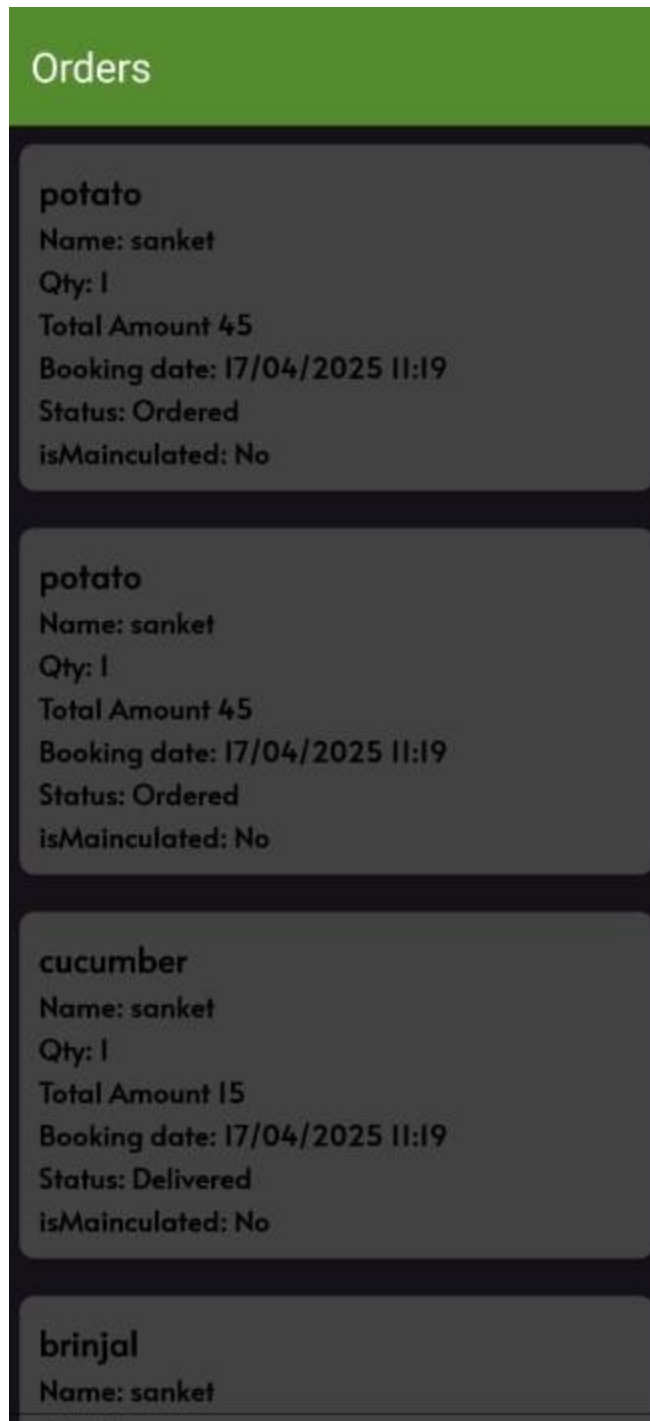 Orders
potato
Name: sanket
Qty: 1
Total Amount 45
Booking date: 17/04/2025 11:19
Status: Ordered
isMainculated: No
potato
Name: sanket
Qty: 1
Total Amount 45
Booking date: 17/04/2025 11:19
Status: Ordered
isMainculated: No
cucumber
Name: sanket
Qty: 1
Total Amount 15
Booking date: 17/04/2025 11:19
Status: Delivered
isMainculated: No
brinjal
Name: sanket